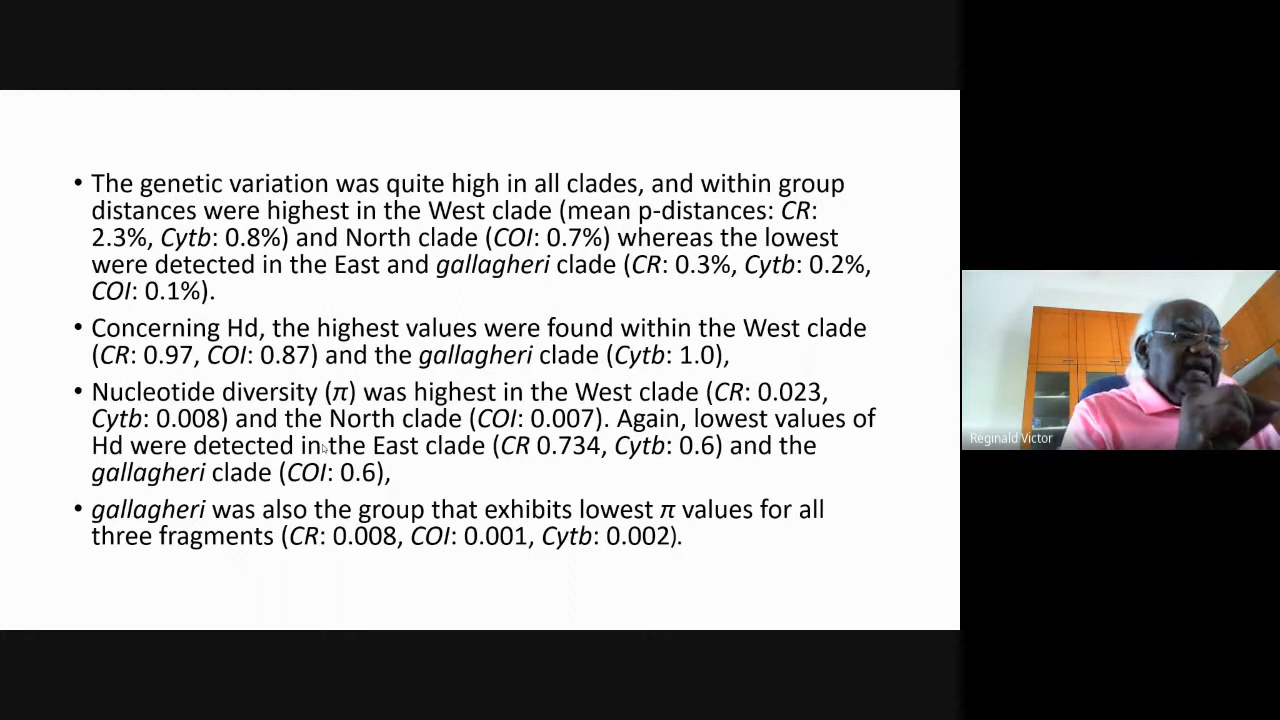 • The genetic variation was quite high in all clades, and within group
distances were highest in the West clade (mean p-distances: CR:
2.3%, Cytb: 0.8%) and North clade (COI: 0.7%) whereas the lowest
were detected in the East and gallagheri clade (CR: 0.3%, Cytb: 0.2%,
COI: 0.1%).
• Concerning Hd, the highest values were found within the West clade
(CR: 0.97, COI: 0.87) and the gallagheri clade (Cytb: 1.0),
• Nucleotide diversity (π) was highest in the West clade (CR: 0.023,
Cytb: 0.008) and the North clade (COI: 0.007). Again, lowest values of
Hd were detected in the East clade (CR 0.734, Cytb: 0.6) and the
gallagheri clade (COI: 0.6),
• gallagheri was also the group that exhibits lowest π values for all
three fragments (CR: 0.008, COI: 0.001, Cytb: 0.002).
Reginald Victor